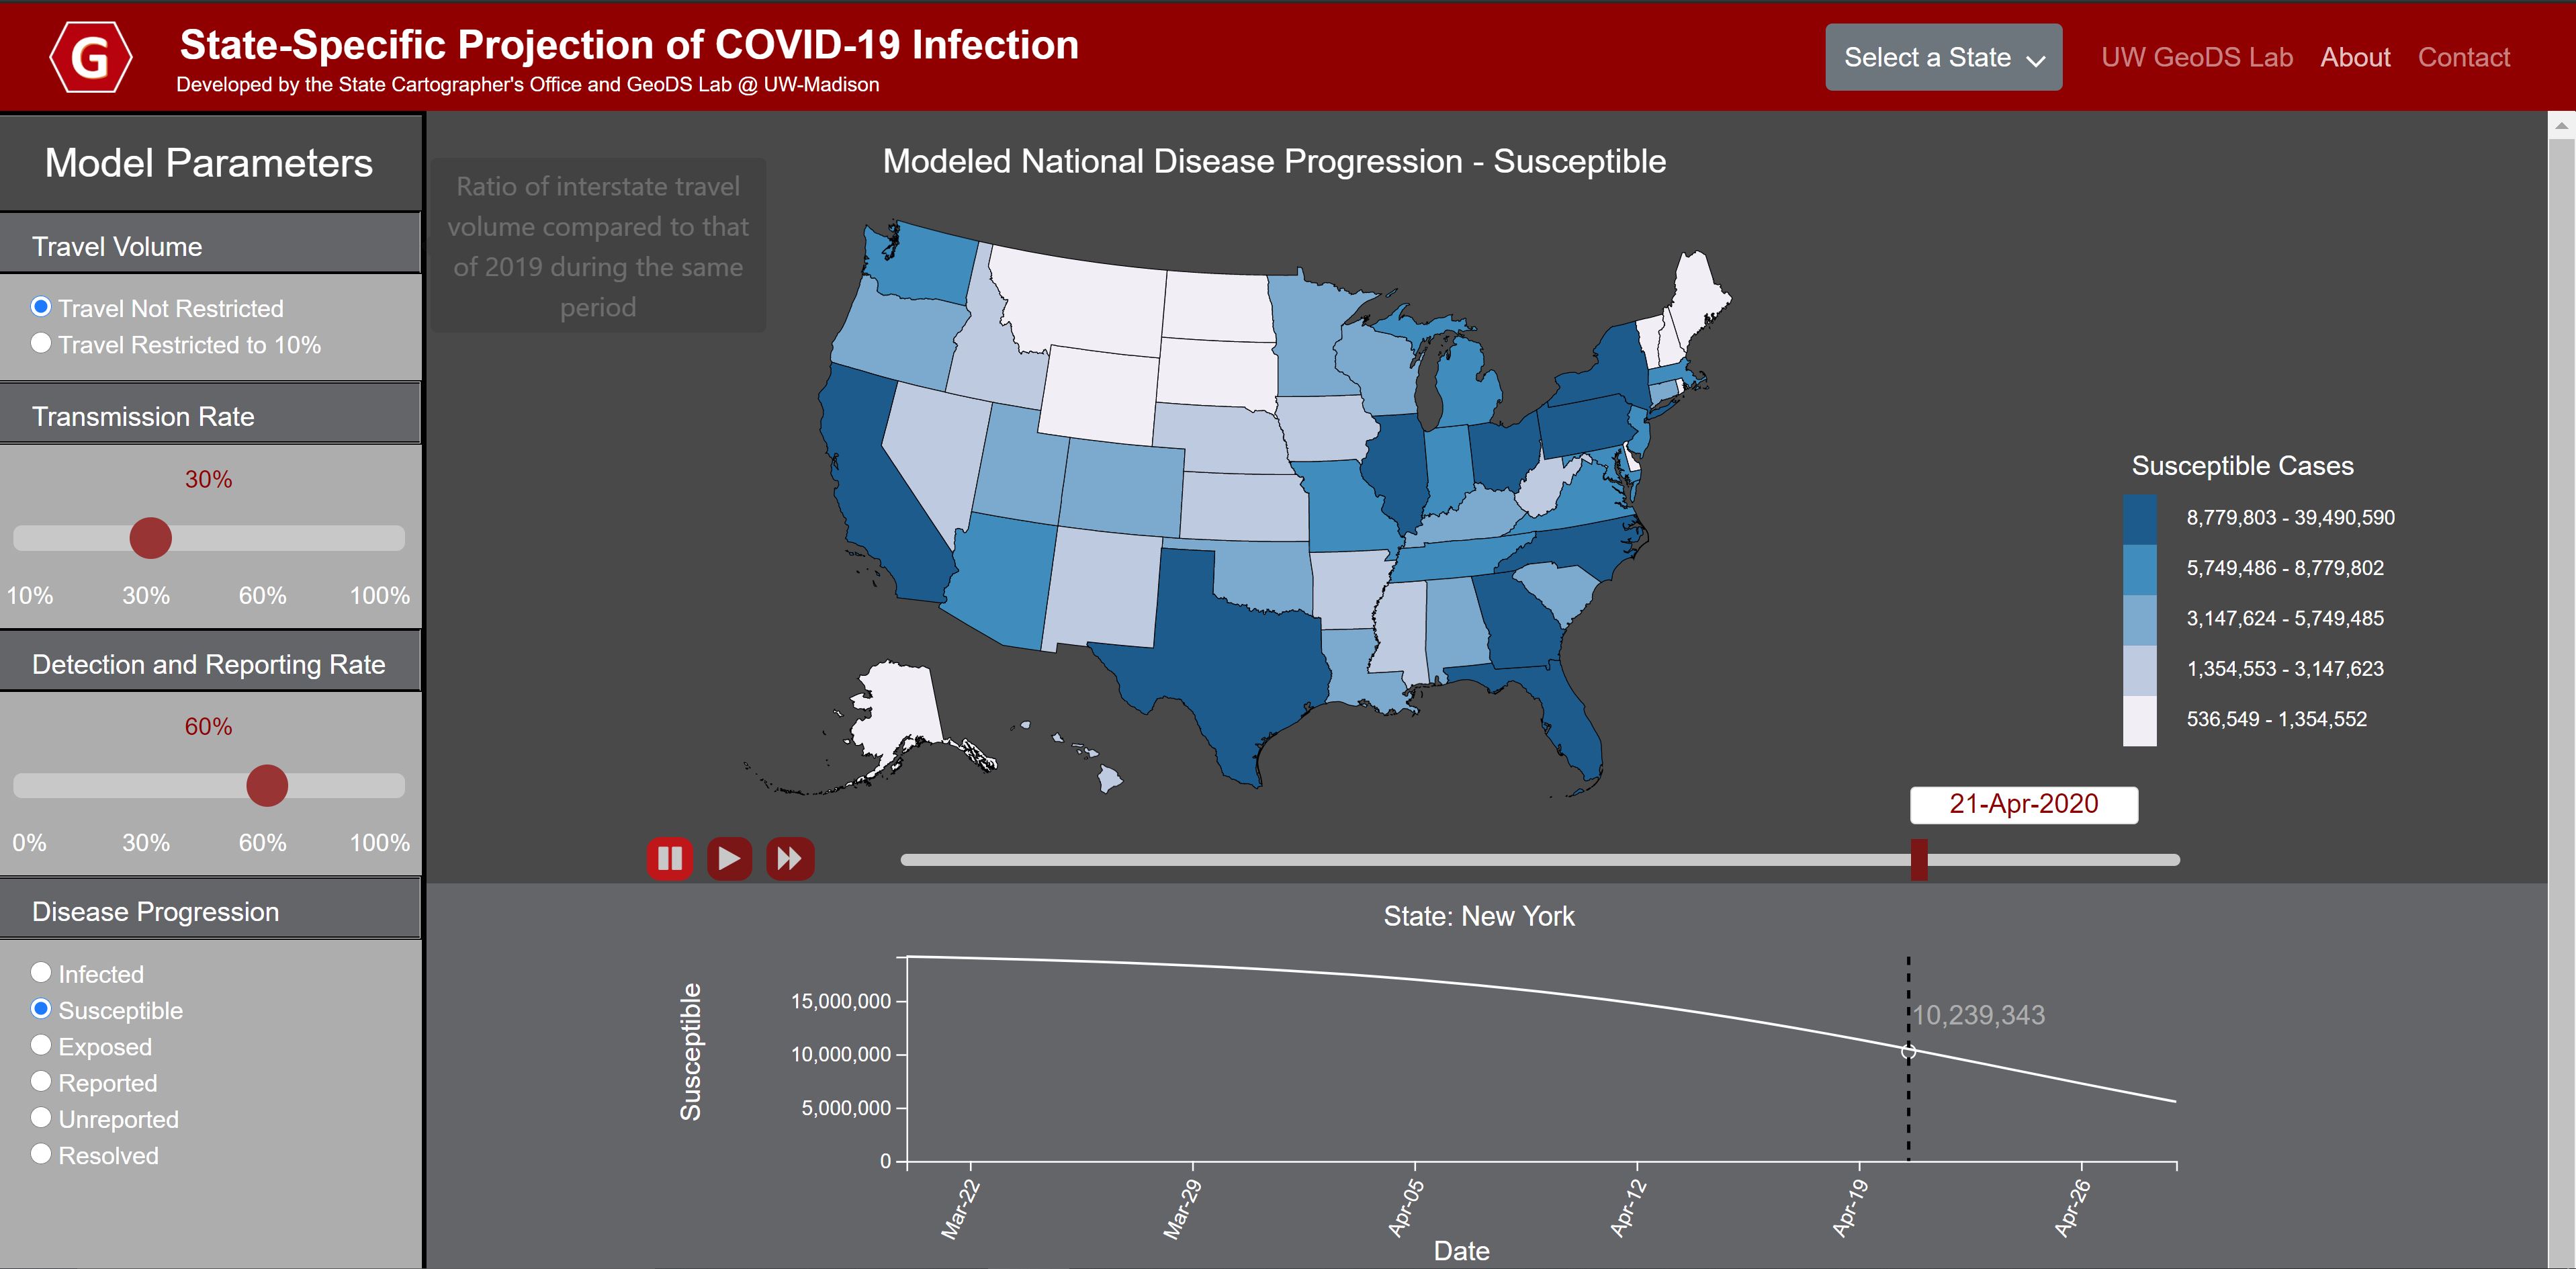 G
State-Specific Projection of COVID-19 Infection
Developed by the State Cartographer's Office and GeoDS Lab @ UW-Madison
Select a State
UW GeoDS Lab
About
Contact
Model Parameters
Travel Volume
Travel Not Restricted
Travel Restricted to 10%
Transmission Rate
30%
10% 30% 60% 100%
Detection and Reporting Rate
60%
0% 30% 60% 100%
Disease Progression
Infected
Susceptible
Exposed
Reported
Unreported
Resolved
Ratio of interstate travel
volume compared to that
of 2019 during the same
period
Modeled National Disease Progression - Susceptible
Susceptible Cases
8,779,803 - 39,490,590
5,749,486 - 8,779,802
3,147,624 - 5,749,485
1,354,553 - 3,147,623
536,549 - 1,354,552
21-Apr-2020
State: New York
Susceptible
15,000,000
10,000,000
5,000,000
0
10,239,343
Mar-22
Mar-29
Apr-05
Apr-12
Apr-19
Apr-26
Date